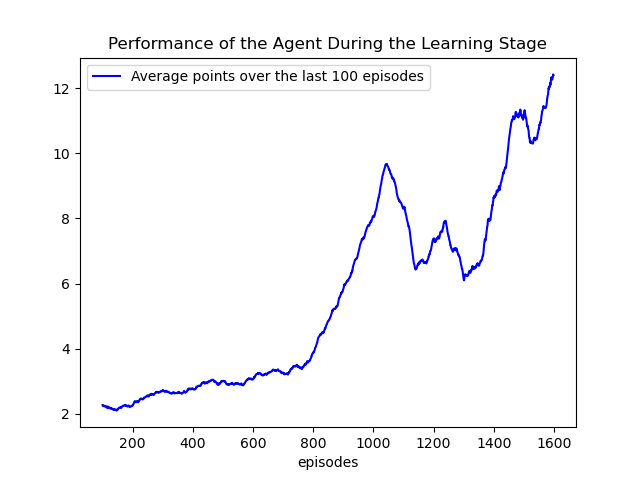 Performance of the Agent During the Learning Stage
Average points over the last 100 episodes
12
10
8
6
4
2
200 400 600 800 1000 1200 1400 1600
episodes